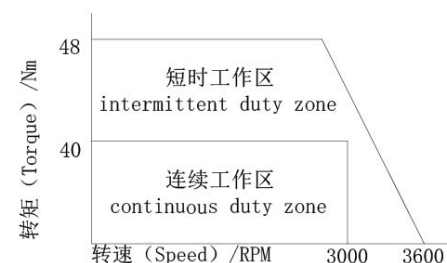 48
短时工作区
intermittent duty zone
40
连续工作区
continuous duty zone
转矩（Torque）/Nm
转速（Speed）/RPM
3000
3600